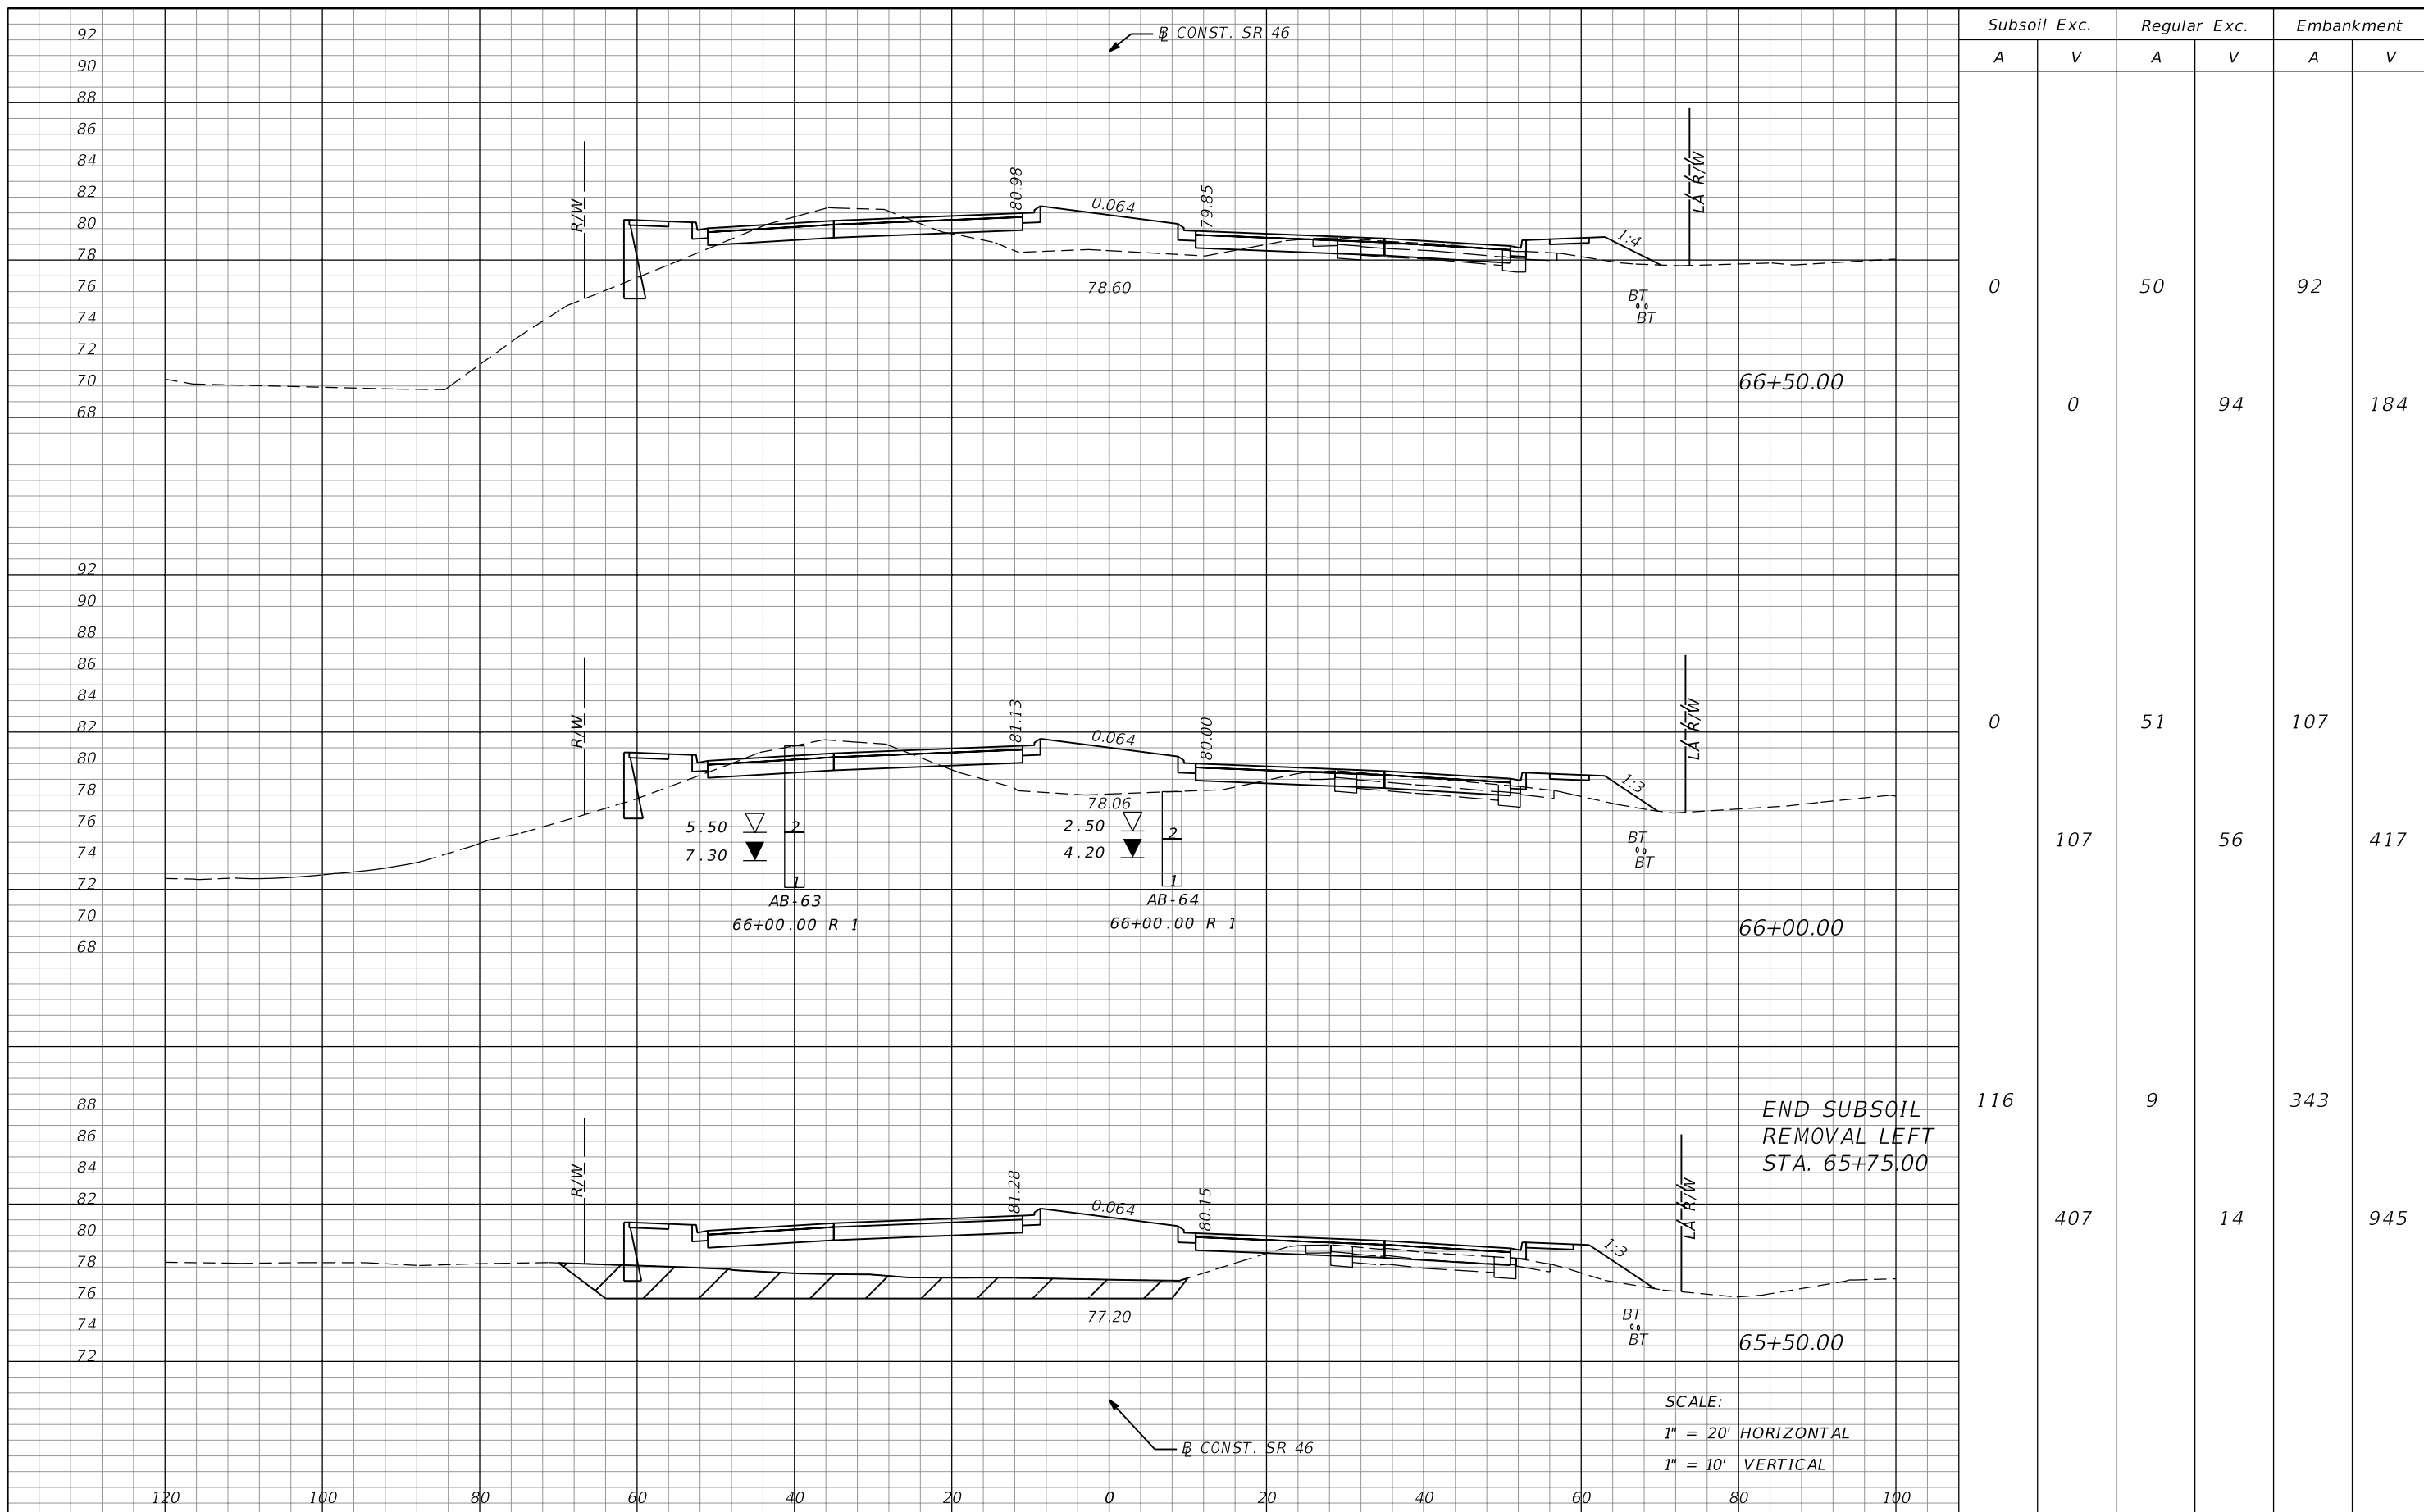 Subsoil Exc. Regular Exc. Embankment
A V A V A V
92
90
88
86
84
82
80
78
76
74
72
70
68
℄ CONST. SR 46
R/W
80.98
0.064
79.85
78.60
1:4
LA R/W
BT
BT
66+50.00
0 50 92
0 94 184
92
90
88
86
84
82
80
78
76
74
72
70
68
R/W
81.13
0.064
80.00
78.06
1:3
LA R/W
5.50
7.30
2
1
AB-63
66+00.00 R 1
2.50
4.20
2
1
AB-64
66+00.00 R 1
BT
BT
66+00.00
0 51 107
107 56 417
88
86
84
82
80
78
76
74
72
END SUBSOIL
REMOVAL LEFT
STA. 65+75.00
116 9 343
R/W
81.28
0.064
80.15
77.20
1:3
LA R/W
BT
BT
65+50.00
407 14 945
℄ CONST. SR 46
SCALE:
1" = 20' HORIZONTAL
1" = 10' VERTICAL
120 100 80 60 40 20 0 20 40 60 80 100